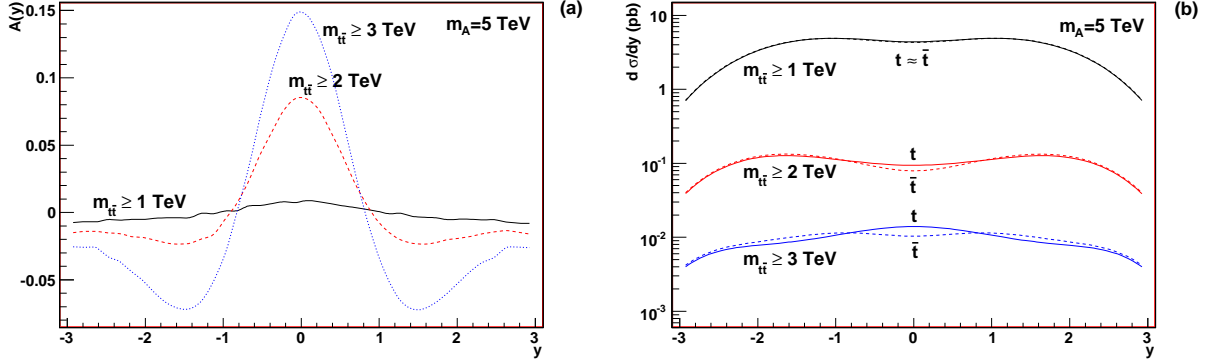 A(y)
0.15
0.1
0.05
0
-0.05
-3 -2 -1 0 1 2 3
y
m_{tt̄} ≥ 3 TeV
m_{tt̄} ≥ 2 TeV
m_{tt̄} ≥ 1 TeV
m_A=5 TeV
(a)
d σ/dy (pb)
10
1
10^{-1}
10^{-2}
10^{-3}
-3 -2 -1 0 1 2 3
y
m_A=5 TeV
t ≈ t̄
m_{tt̄} ≥ 1 TeV
t
t̄
m_{tt̄} ≥ 2 TeV
t
t̄
m_{tt̄} ≥ 3 TeV
(b)